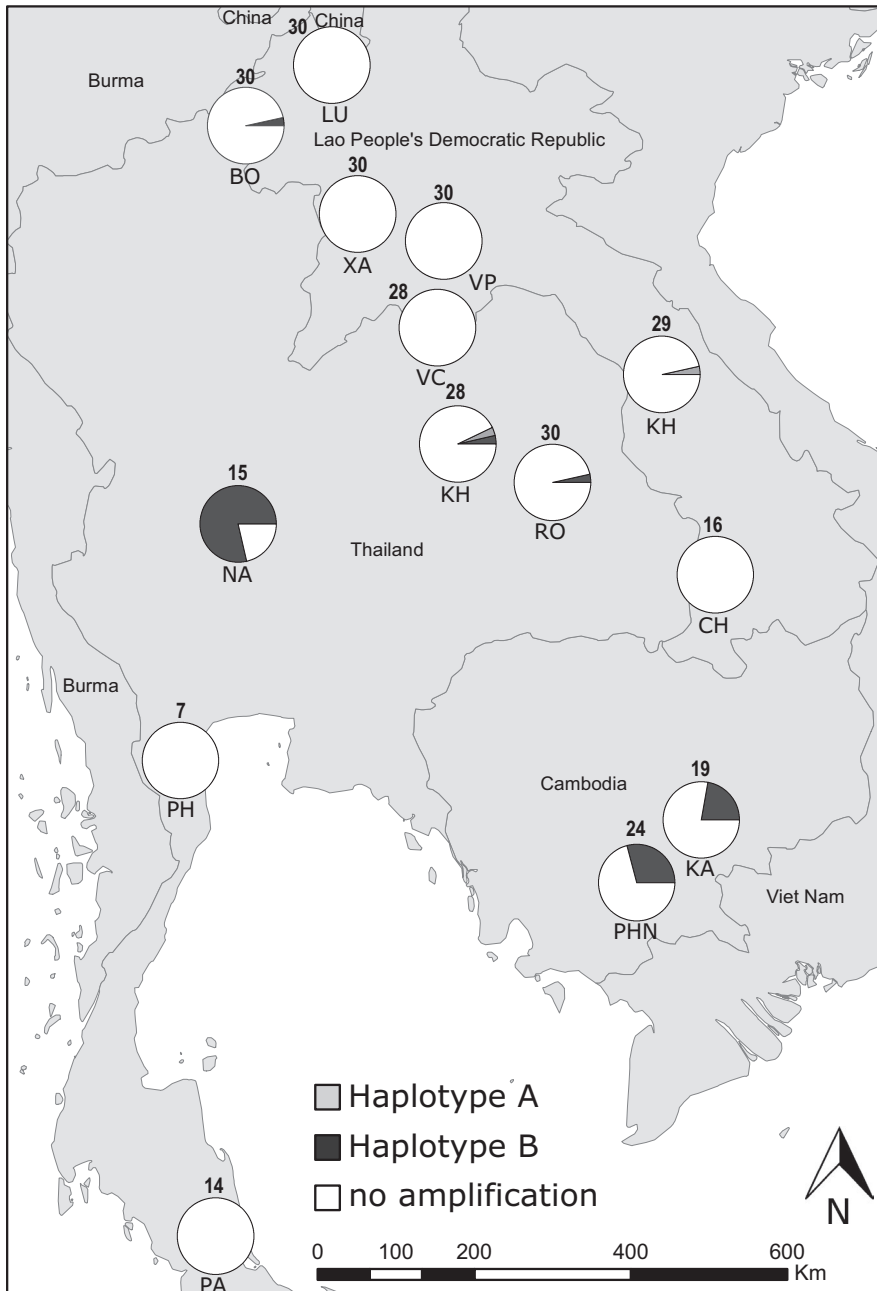 China
China
30
Burma
30
LU
Lao People's Democratic Republic
BO
30
30
XA
VP
28
29
VC
28
KH
30
KH
15
RO
16
Thailand
NA
CH
Burma
7
Cambodia
19
PH
24
KA
Viet Nam
PHN
Haplotype A
Haplotype B
no amplification
14
N
0 100 200 400 600
Km
PA